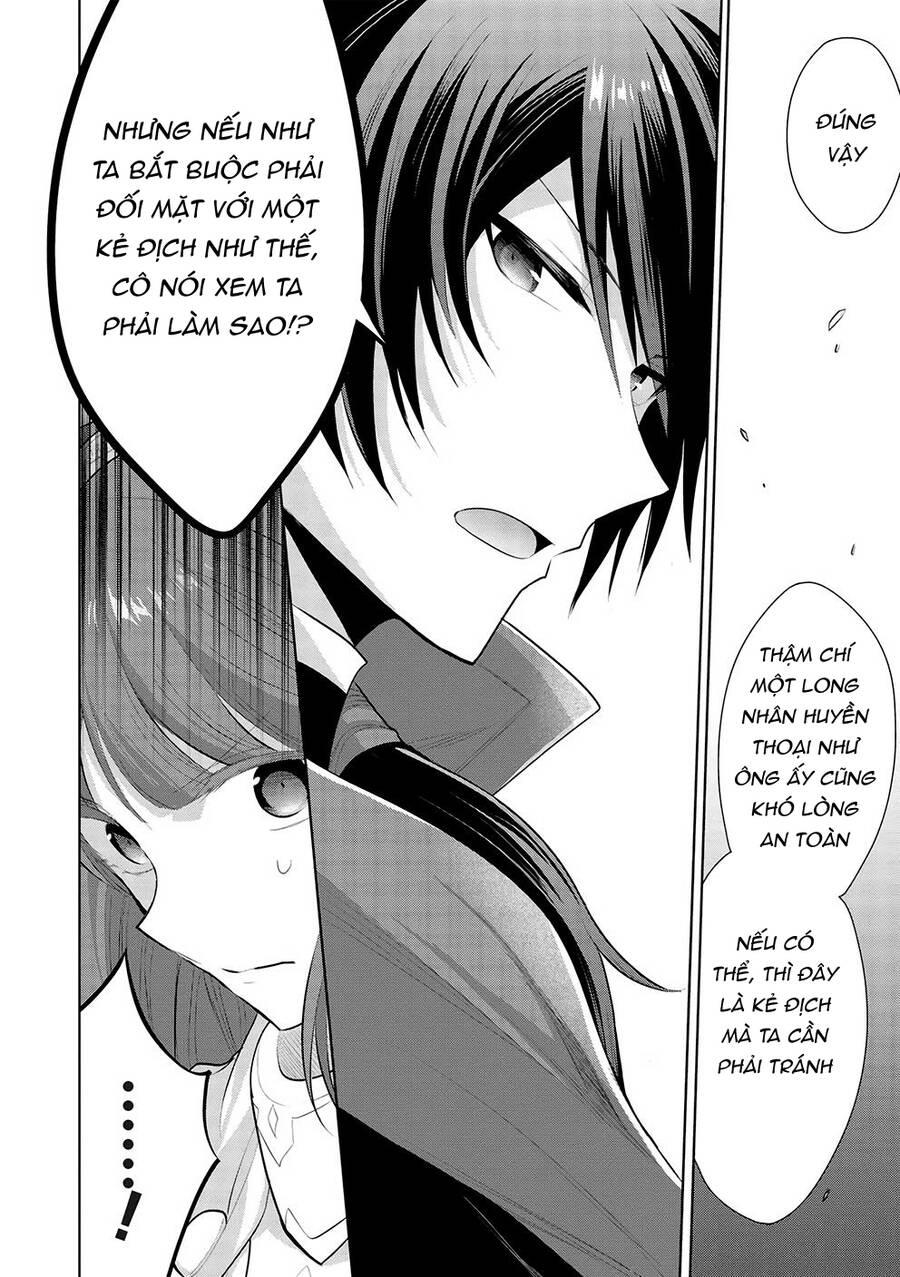 ĐÚNG
VẬY
THẬM CHÍ
MỘT LONG
NHÂN HUYỀN
THOẠI NHƯ
ÔNG ẤY CŨNG
KHÓ LÒNG
AN TOÀN
NẾU CÓ
THỂ, THÌ ĐÂY
LÀ KẺ ĐỊCH
MÀ TA CẦN
PHẢI TRÁNH
NHƯNG NẾU NHƯ
TA BẮT BUỘC PHẢI
ĐỐI MẶT VỚI MỘT
KẺ ĐỊCH NHƯ THẾ,
CÔ NÓI XEM TA
PHẢI LÀM SAO!?
......!